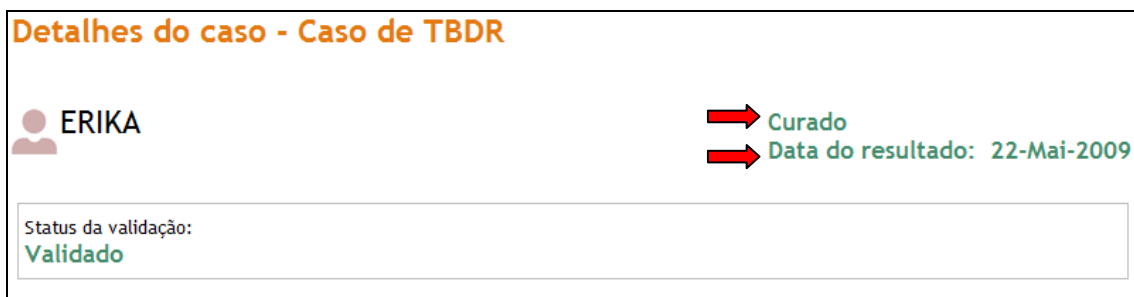 Detalhes do caso - Caso de TBDR
ERIKA
Curado
Data do resultado: 22-Mai-2009
Status da validação:
Validado